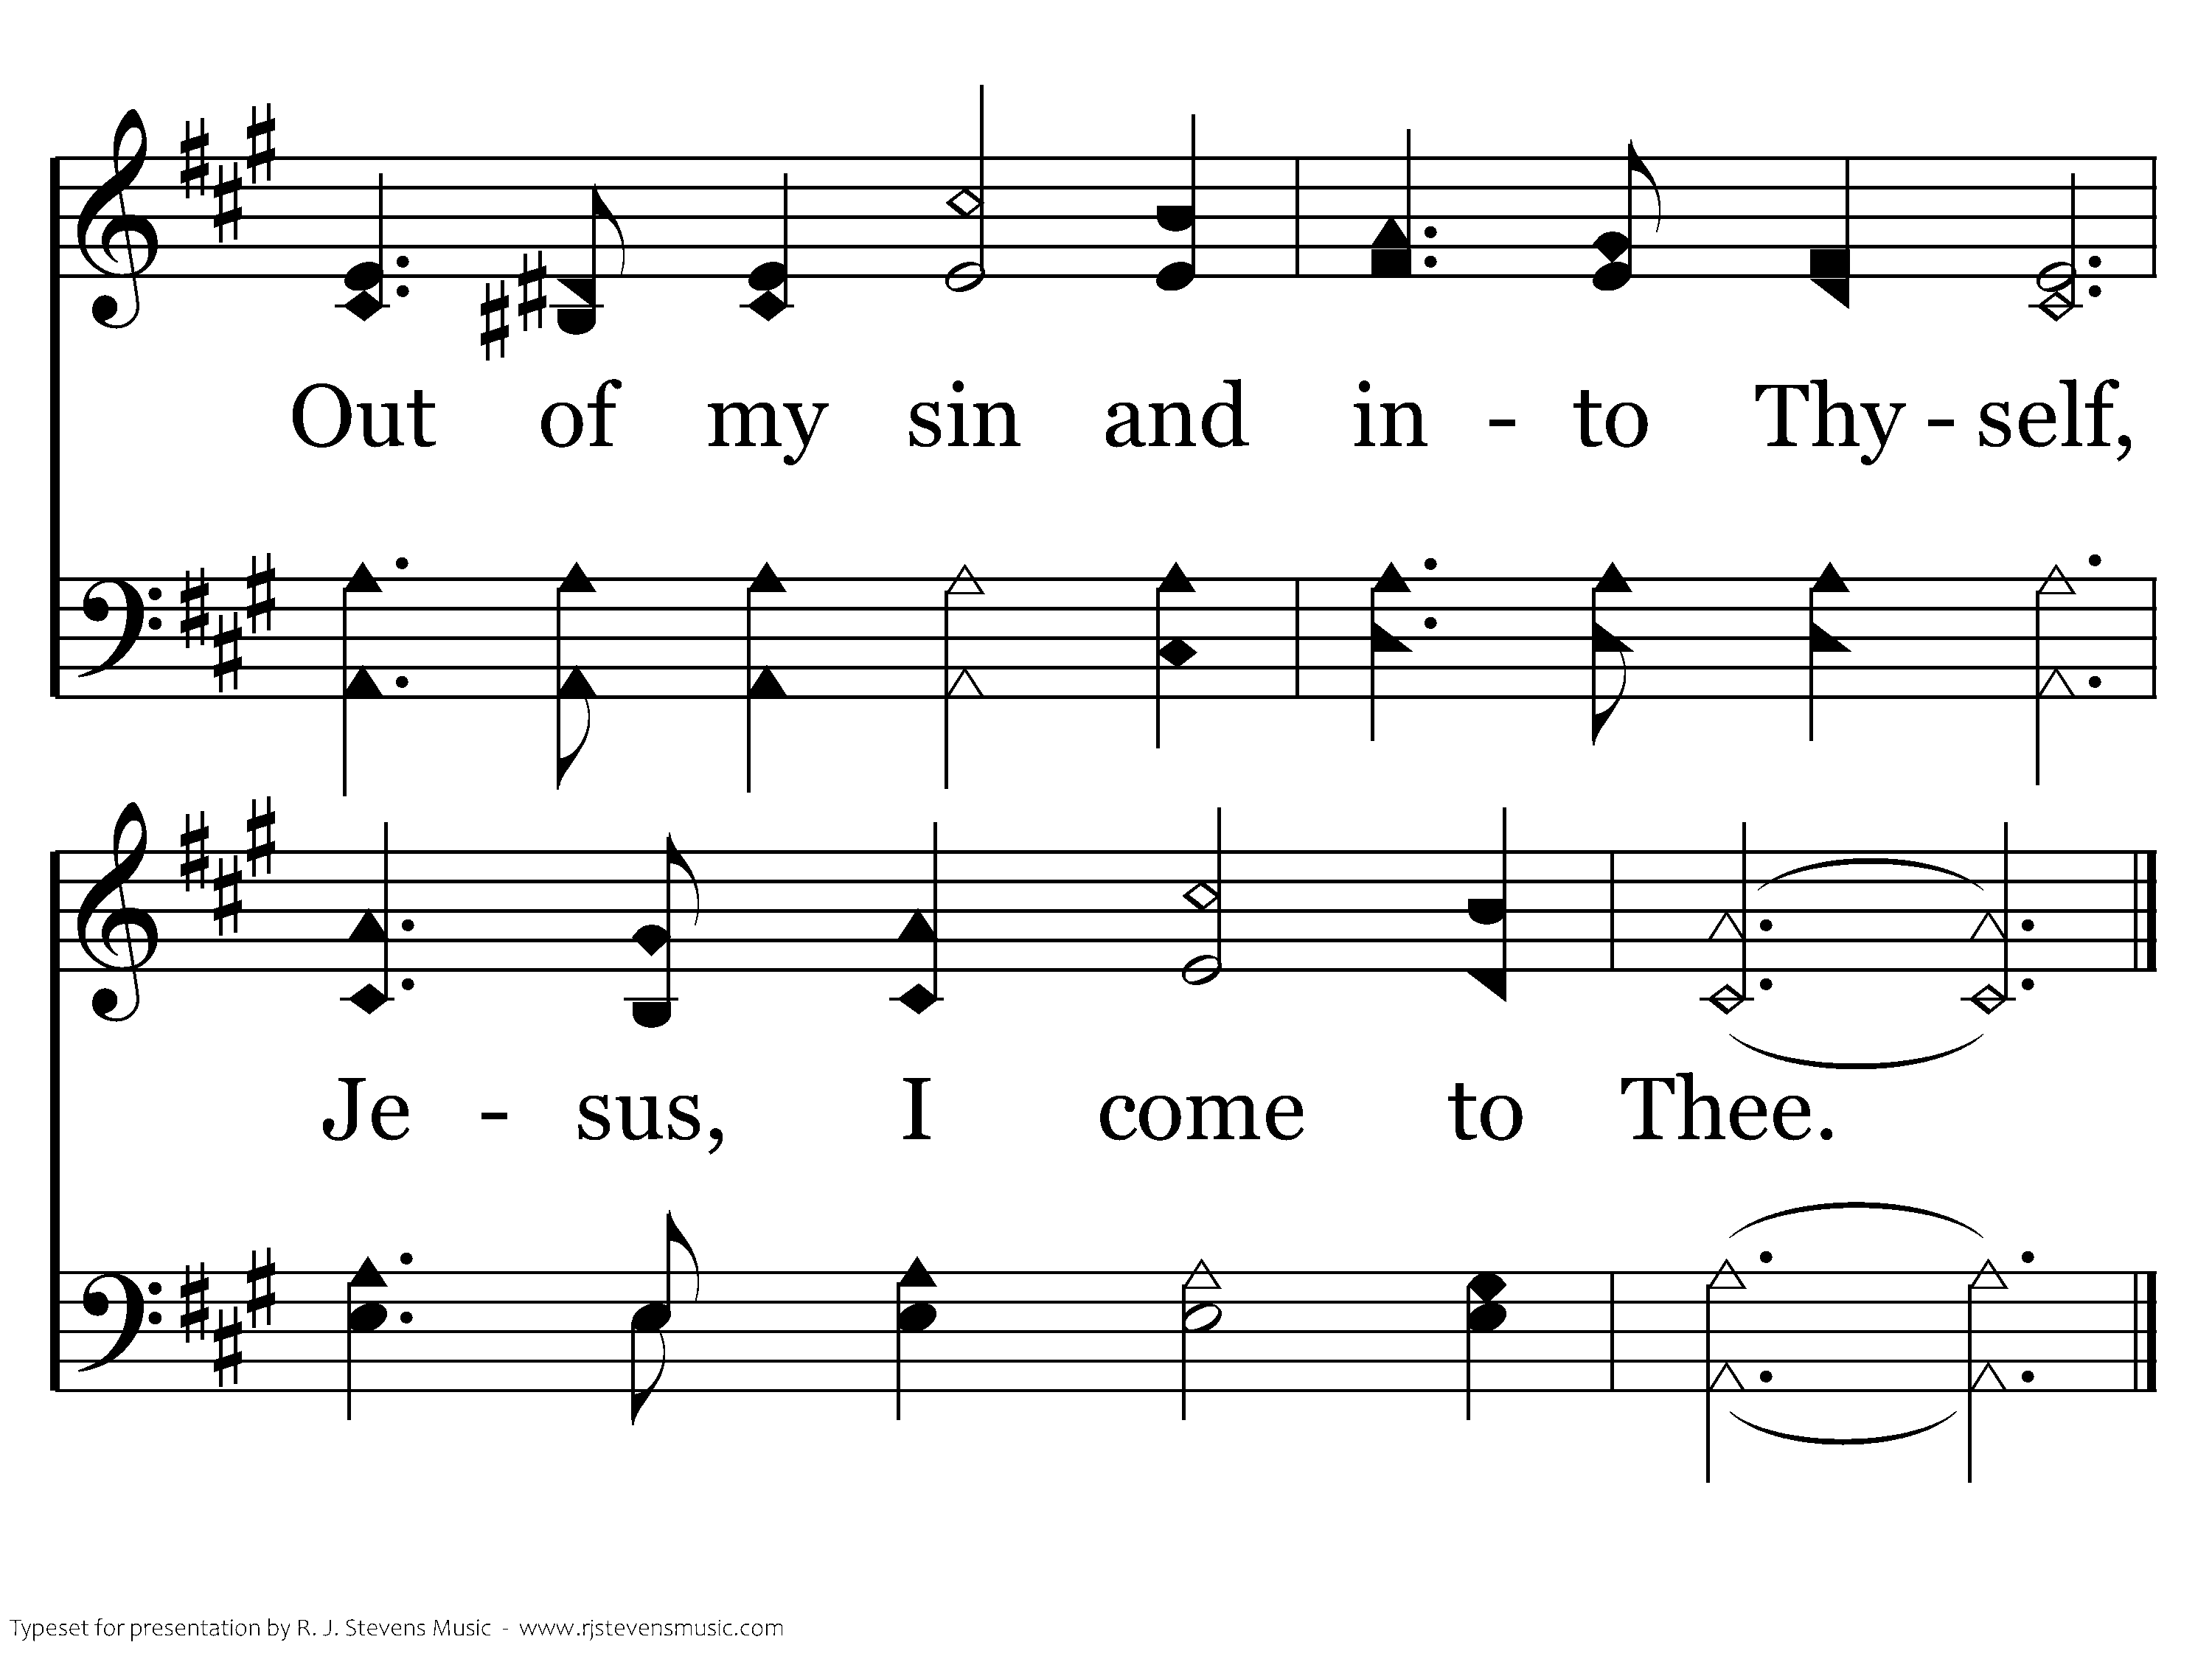 Out of my sin and in - to Thy - self,
Je - sus, I come to Thee.
Typeset for presentation by R. J. Stevens Music - www.rjstevensmusic.com